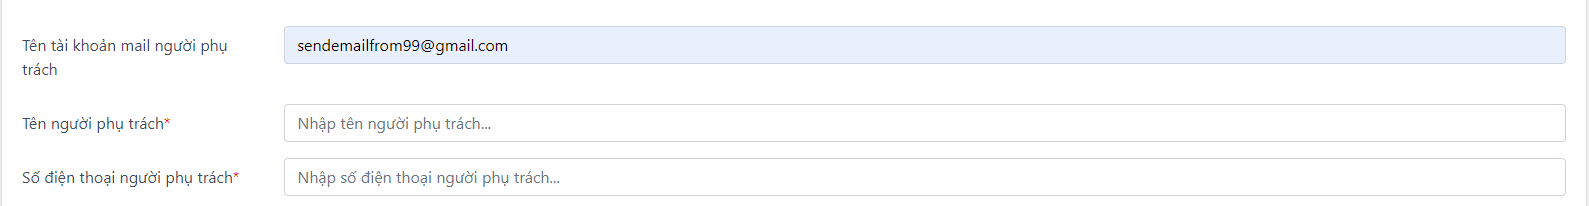 Tên tài khoản mail người phụ
trách
sendemailfrom99@gmail.com
Tên người phụ trách*
Nhập tên người phụ trách...
Số điện thoại người phụ trách*
Nhập số điện thoại người phụ trách...